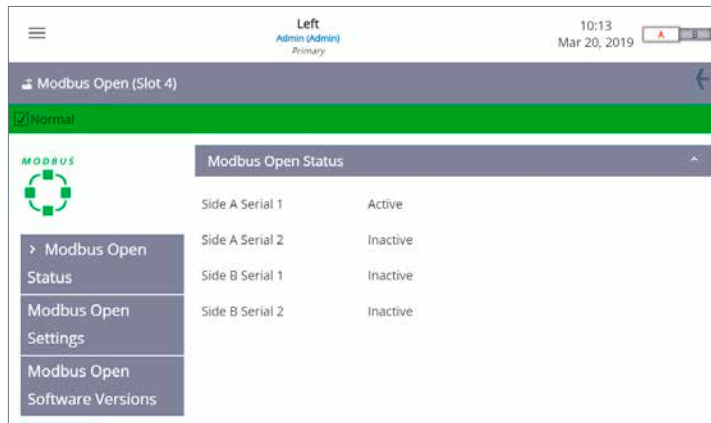 Left
Admin (Admin)
Primary
10:13
Mar 20, 2019
A B
Modbus Open (Slot 4)
Normal
MODBUS
> Modbus Open
Status
Modbus Open
Settings
Modbus Open
Software Versions
Modbus Open Status
Side A Serial 1 Active
Side A Serial 2 Inactive
Side B Serial 1 Inactive
Side B Serial 2 Inactive